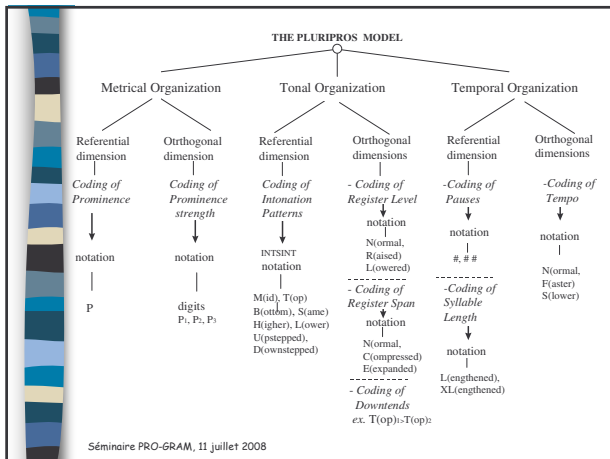 THE PLURIPROS MODEL
Metrical Organization
Tonal Organization
Temporal Organization
Referential
dimension
Coding of
Prominence
notation
P
Otrthogonal
dimension
Coding of
Prominence
strength
notation
digits
P1, P2, P3
Referential
dimension
Coding of
Intonation
Patterns
INTSINT
notation
M(id), T(op)
B(ottom), S(ame)
H(igher), L(ower)
U(pstepped),
D(ownstepped)
Otrthogonal
dimensions
- Coding of
Register Level
notation
N(ormal,
R(aised)
L(owered)
- Coding of
Register Span
notation
N(ormal,
C(ompressed)
E(expanded)
- Coding of
Downtends
ex. T(op)1>T(op)2
Referential
dimension
-Coding of
Pauses
notation
#, # #
-Coding of
Syllable
Length
notation
L(engthened),
XL(engthened)
Otrthogonal
dimensions
-Coding of
Tempo
notation
N(ormal,
F(aster)
S(lower)
Séminaire PRO-GRAM, 11 juillet 2008